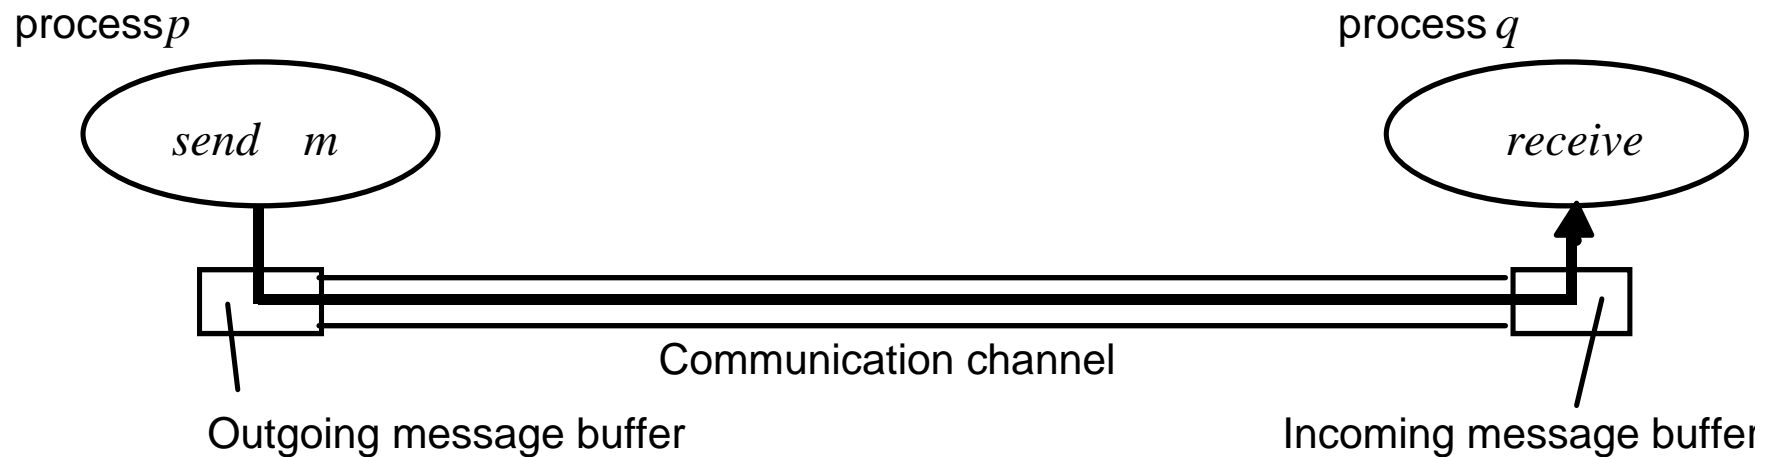 process p
process q
send m
receive
Communication channel
Outgoing message buffer
Incoming message buffer